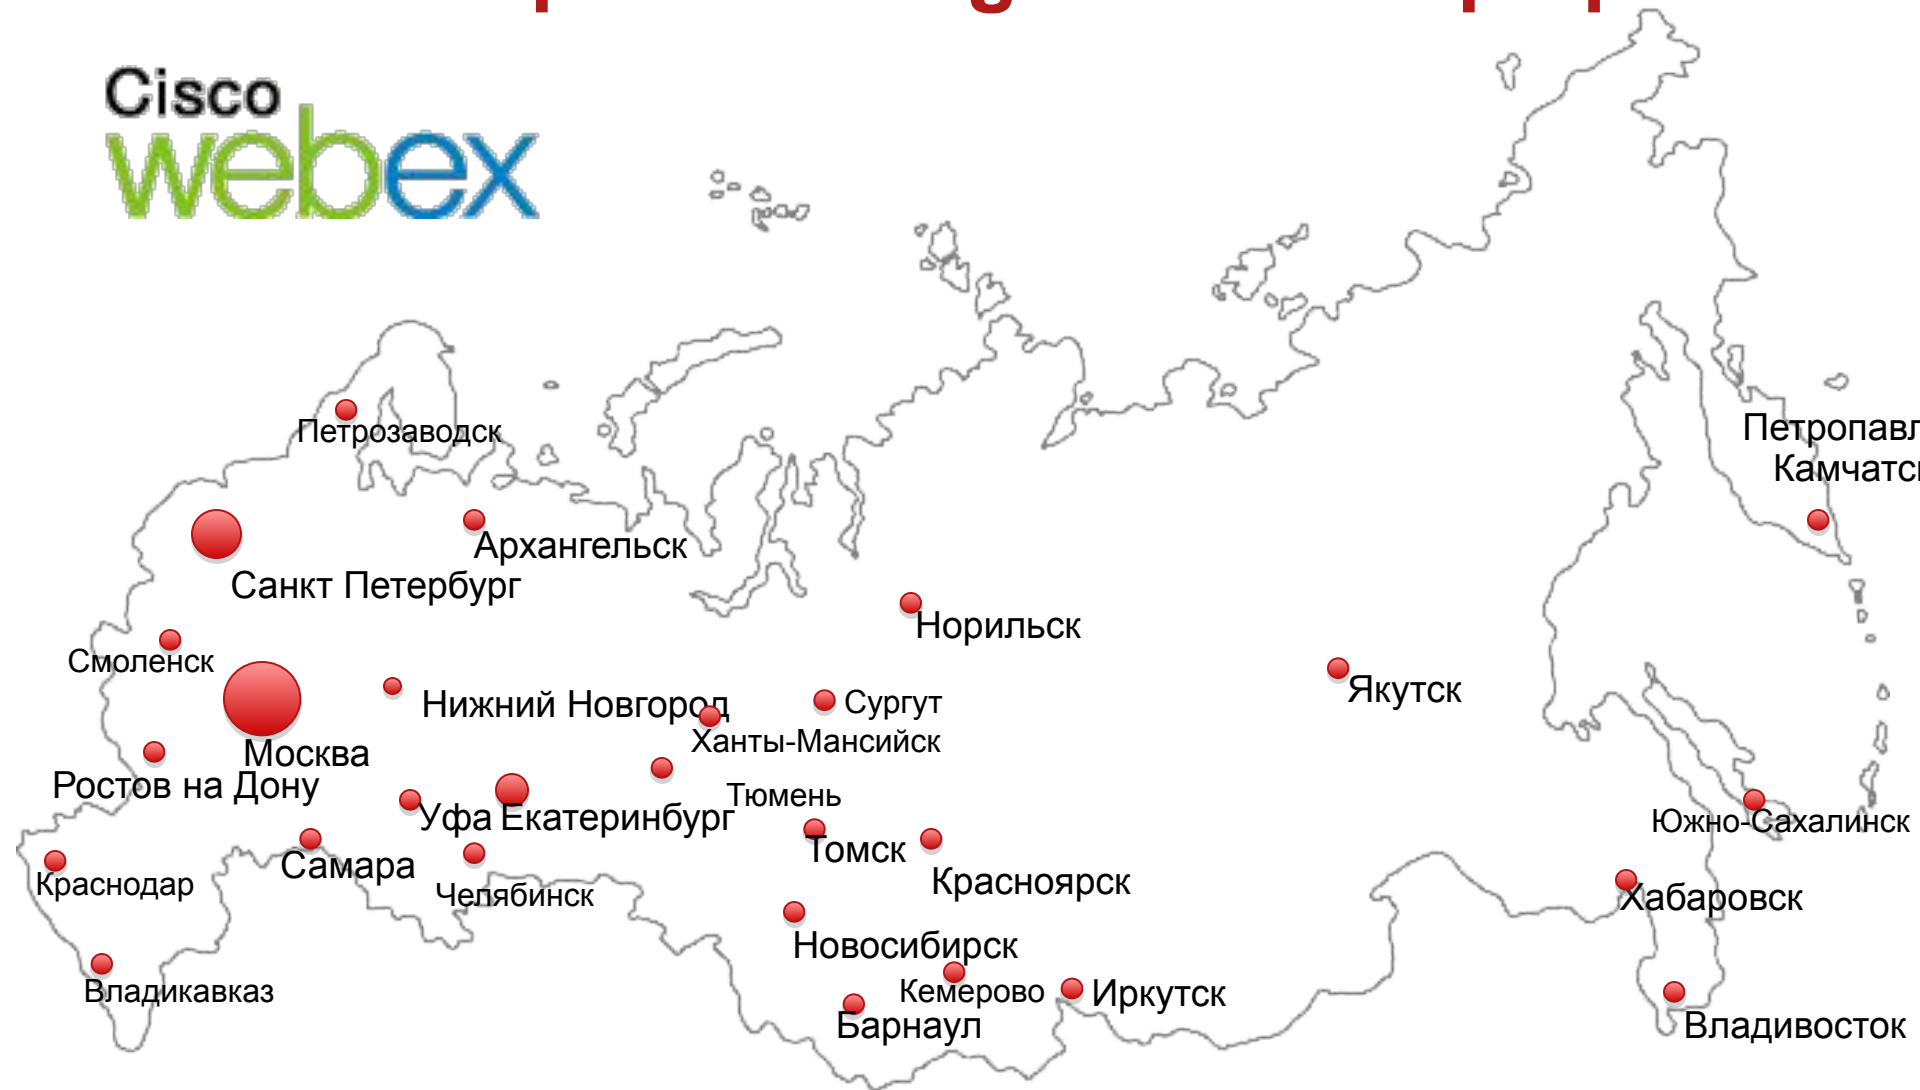 Cisco
webex
Петрозаводск
Архангельск
Санкт Петербург
Норильск
Смоленск
Якутск
Нижний Новгород
Сургут
Ханты-Мансийск
Москва
Ростов на Дону
Тюмень
Уфа
Екатеринбург
Томск
Южно-Сахалинск
Самара
Краснодар
Челябинск
Красноярск
Хабаровск
Новосибирск
Владикавказ
Кемерово
Иркутск
Барнаул
Владивосток